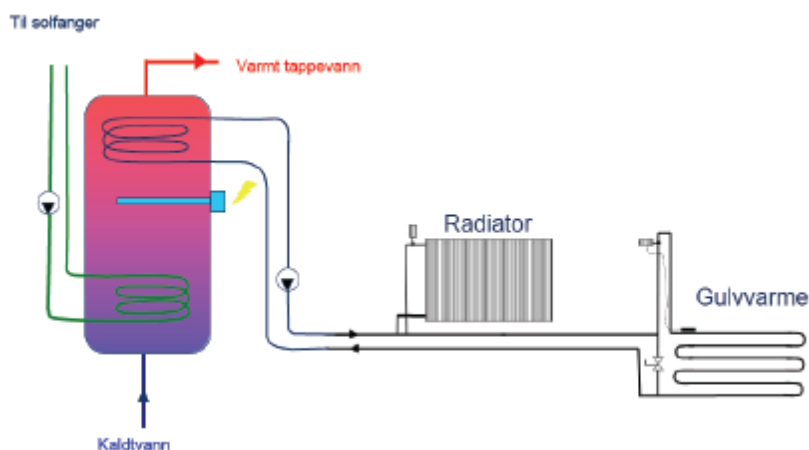 Til solfanger
Varmt tappevann
Radiator
Gulvvarme
Kaldtvann